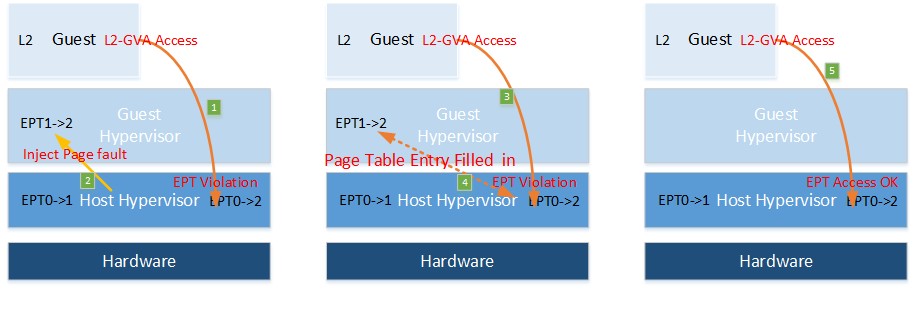 L2 Guest L2-GVA Access
1
Guest
Hypervisor
EPT1->2
Inject Page fault
2
EPT Violation
EPT0->1 Host Hypervisor EPT0->2
Hardware
L2 Guest L2-GVA Access
3
Guest
Hypervisor
EPT1->2
Page Table Entry Filled in
4
EPT Violation
EPT0->1 Host Hypervisor EPT0->2
Hardware
L2 Guest L2-GVA Access
5
Guest
Hypervisor
EPT Access OK
EPT0->1 Host Hypervisor EPT0->2
Hardware